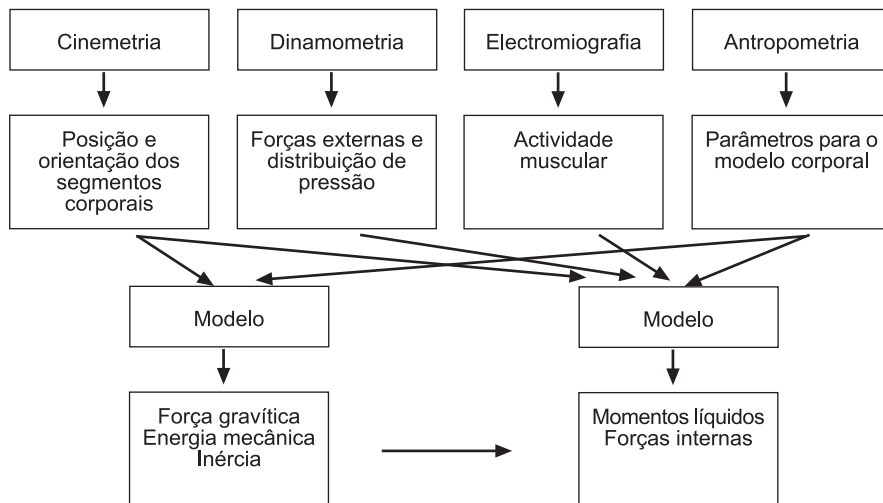 Cinemetria
Dinamometria
Electromiografia
Antropometria
Posição e
orientação dos
segmentos
corporais
Forças externas e
distribuição de
pressão
Actividade
muscular
Parâmetros para o
modelo corporal
Modelo
Modelo
Força gravítica
Energia mecânica
Inércia
Momentos líquidos
Forças internas